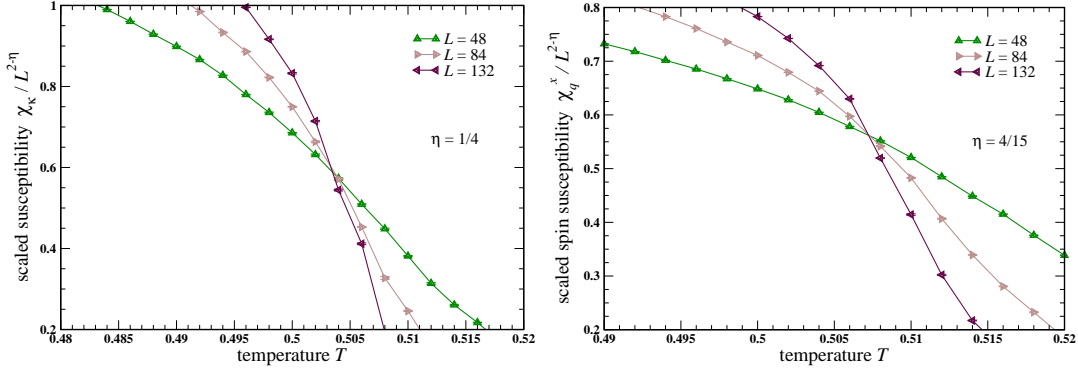 1
0.8
0.6
0.4
0.2
0.48 0.485 0.49 0.495 0.5 0.505 0.51 0.515 0.52
temperature T
scaled susceptibility χκ / L²⁻η
L = 48
L = 84
L = 132
η = 1/4
0.8
0.7
0.6
0.5
0.4
0.3
0.2
0.49 0.495 0.5 0.505 0.51 0.515 0.52
temperature T
scaled spin susceptibility χqˣ / L²⁻η
L = 48
L = 84
L = 132
η = 4/15